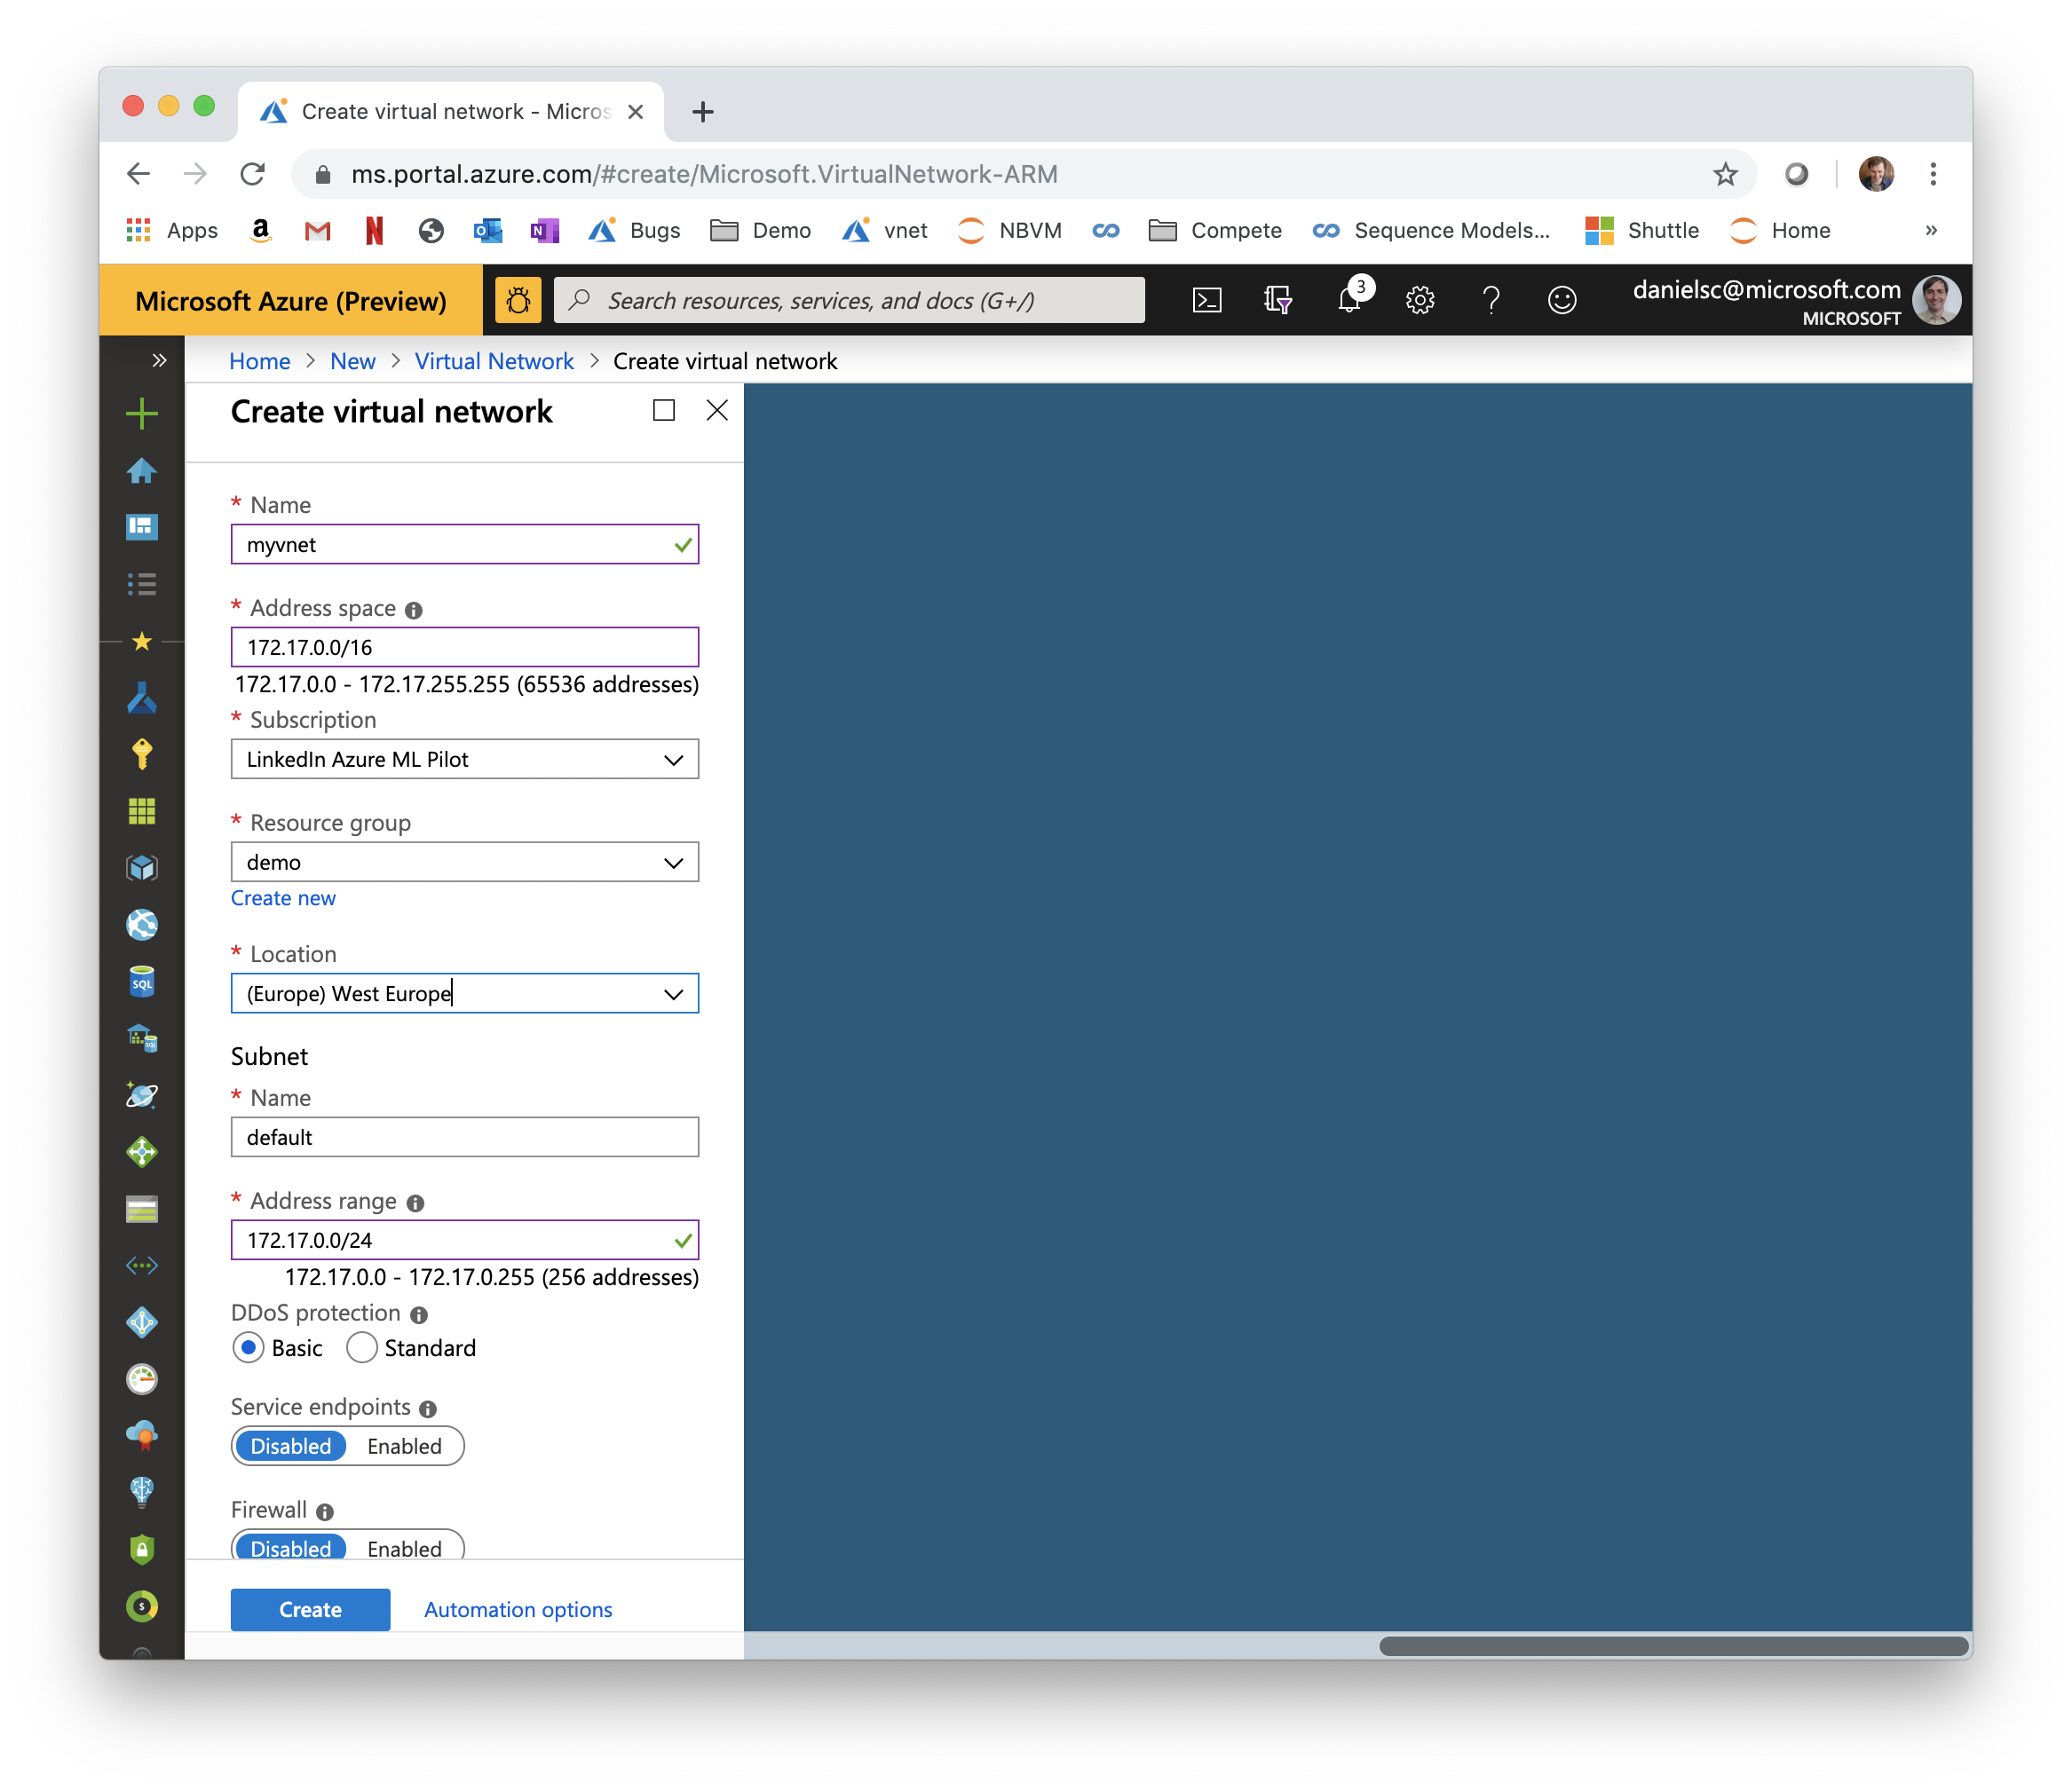 Create virtual network - Micros
ms.portal.azure.com/#create/Microsoft.VirtualNetwork-ARM
Apps Bugs Demo vnet NBVM Compete Sequence Models... Shuttle Home »
Microsoft Azure (Preview) Search resources, services, and docs (G+/) 3 danielsc@microsoft.com
MICROSOFT
Home > New > Virtual Network > Create virtual network
Create virtual network
* Name
myvnet
* Address space
172.17.0.0/16
172.17.0.0 - 172.17.255.255 (65536 addresses)
* Subscription
LinkedIn Azure ML Pilot
* Resource group
demo
Create new
* Location
(Europe) West Europe
Subnet
* Name
default
* Address range
172.17.0.0/24
172.17.0.0 - 172.17.0.255 (256 addresses)
DDoS protection
Basic Standard
Service endpoints
Disabled Enabled
Firewall
Disabled Enabled
Create Automation options